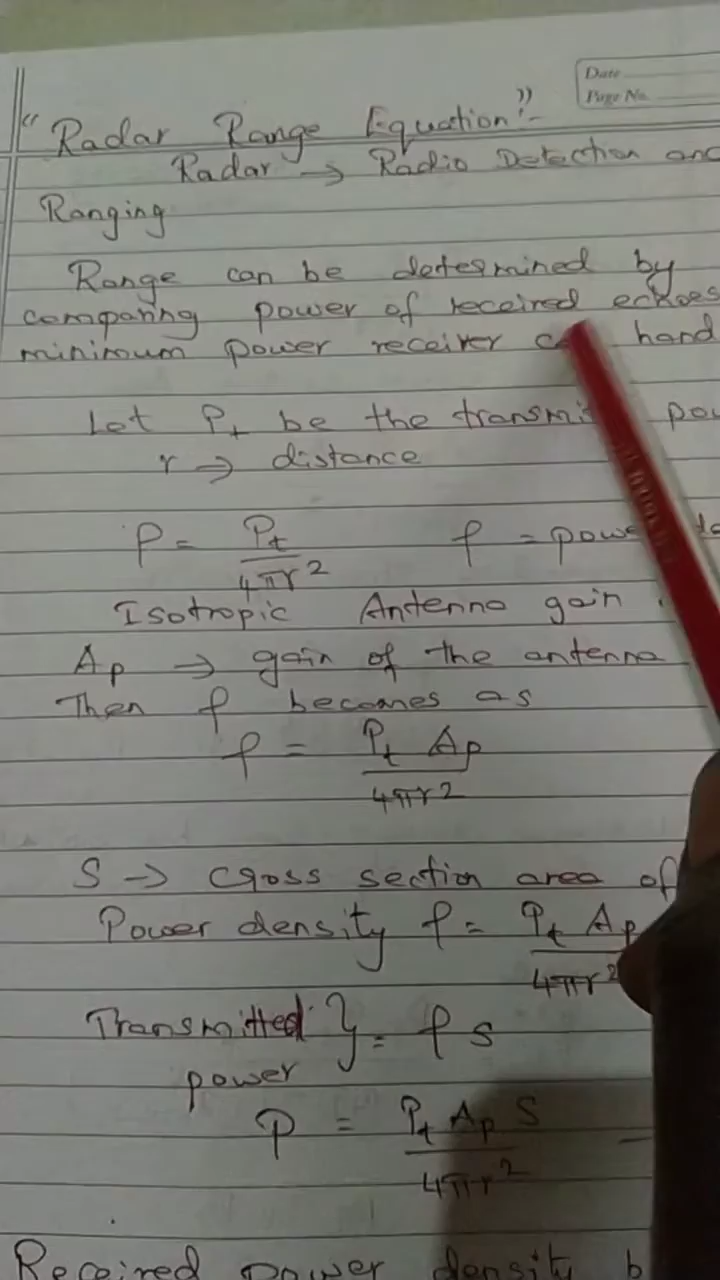 Date
Page No.
"Radar Range Equation":-
Radar → Radio Detection and
Ranging
Range can be determined by
comparing power of received echoes
minimum power receiver hand
Let Pt be the transmi
r → distance
ρ = Pt / 4πr² ρ = powe
Isotropic Antenna gain
Ap → gain of the antenna
Then ρ becomes as
ρ = Pt Ap / 4πr²
S → cross section area of
Power density ρ = Pt Ap / 4πr²
Transmitted } = ρ s
power
P = Pt Ap S / 4πr²
Received power density b